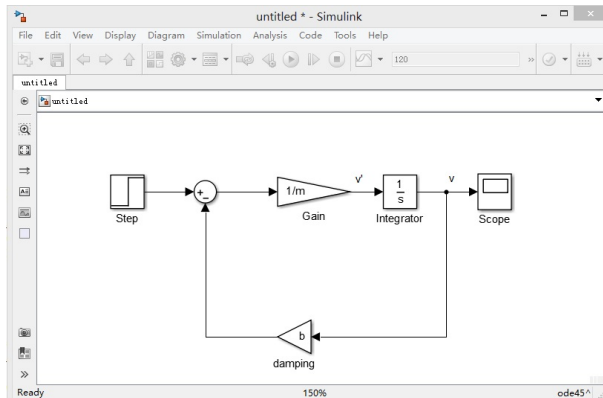 untitled * - Simulink
File Edit View Display Diagram Simulation Analysis Code Tools Help
120
»
untitled
untitled
Step
+
−
1/m
Gain
v'
1
s
Integrator
v
Scope
b
damping
»
Ready 150% ode45